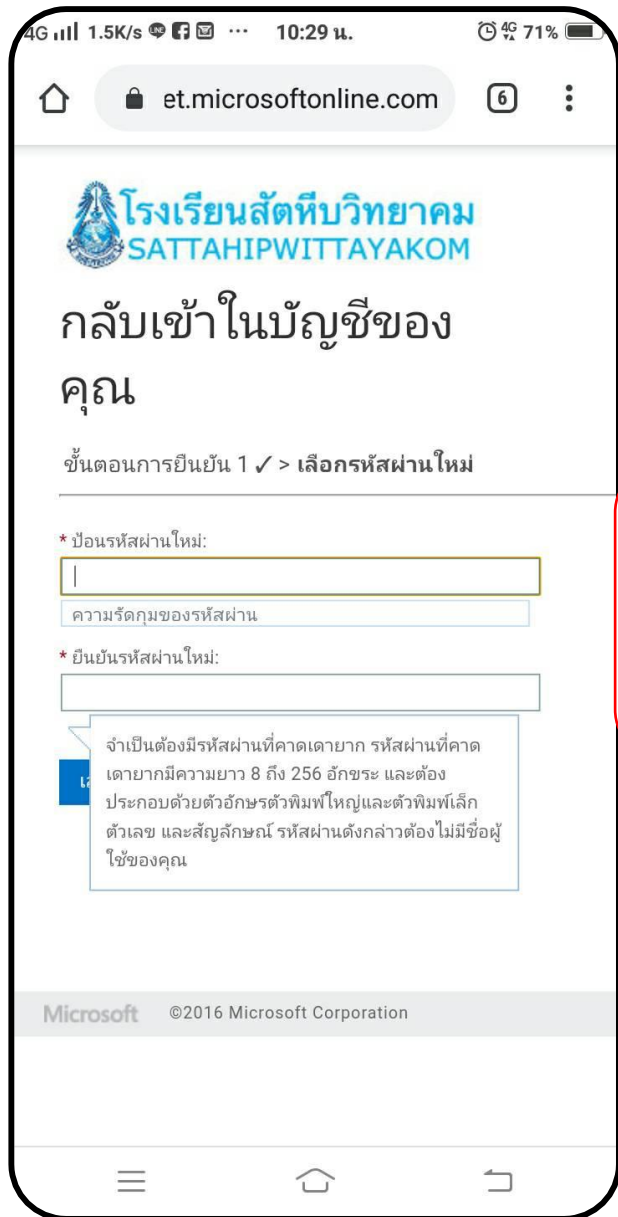 4G 1.5K/s ... 10:29 น. 4G 71%
et.microsoftonline.com 6
โรงเรียนสัตหีบวิทยาคม
SATTAHIPWITTAYAKOM
กลับเข้าในบัญชีของ
คุณ
ขั้นตอนการยืนยัน 1 ✓ > เลือกรหัสผ่านใหม่
* ป้อนรหัสผ่านใหม่:
ความรัดกุมของรหัสผ่าน
* ยืนยันรหัสผ่านใหม่:
จำเป็นต้องมีรหัสผ่านที่คาดเดายาก รหัสผ่านที่คาด
เดายากมีความยาว 8 ถึง 256 อักขระ และต้อง
ประกอบด้วยตัวอักษรตัวพิมพ์ใหญ่และตัวพิมพ์เล็ก
ตัวเลข และสัญลักษณ์ รหัสผ่านดังกล่าวต้องไม่มีชื่อผู้
ใช้ของคุณ
Microsoft ©2016 Microsoft Corporation